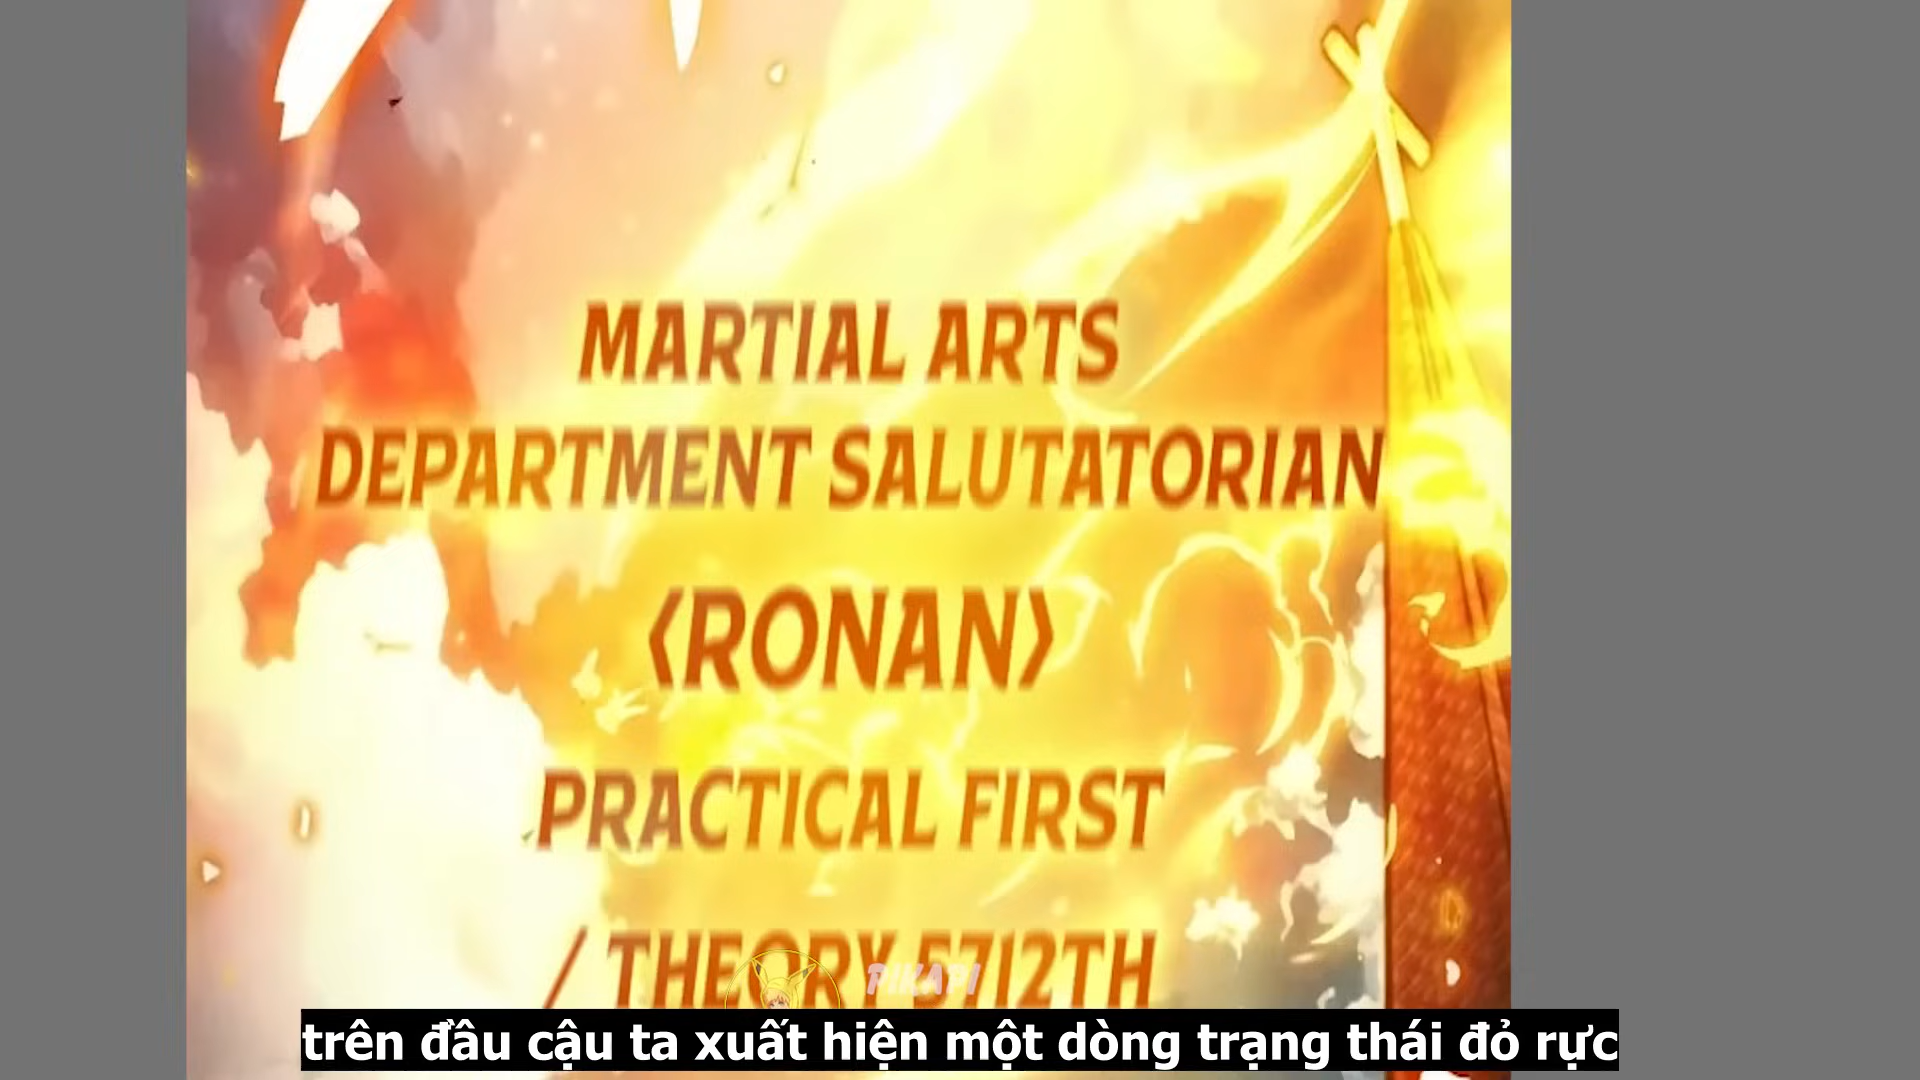 MARTIAL ARTS
DEPARTMENT SALUTATORIAN
〈RONAN〉
PRACTICAL FIRST
/ THEORY 5712TH
PIKAPI
trên đầu cậu ta xuất hiện một dòng trạng thái đỏ rực